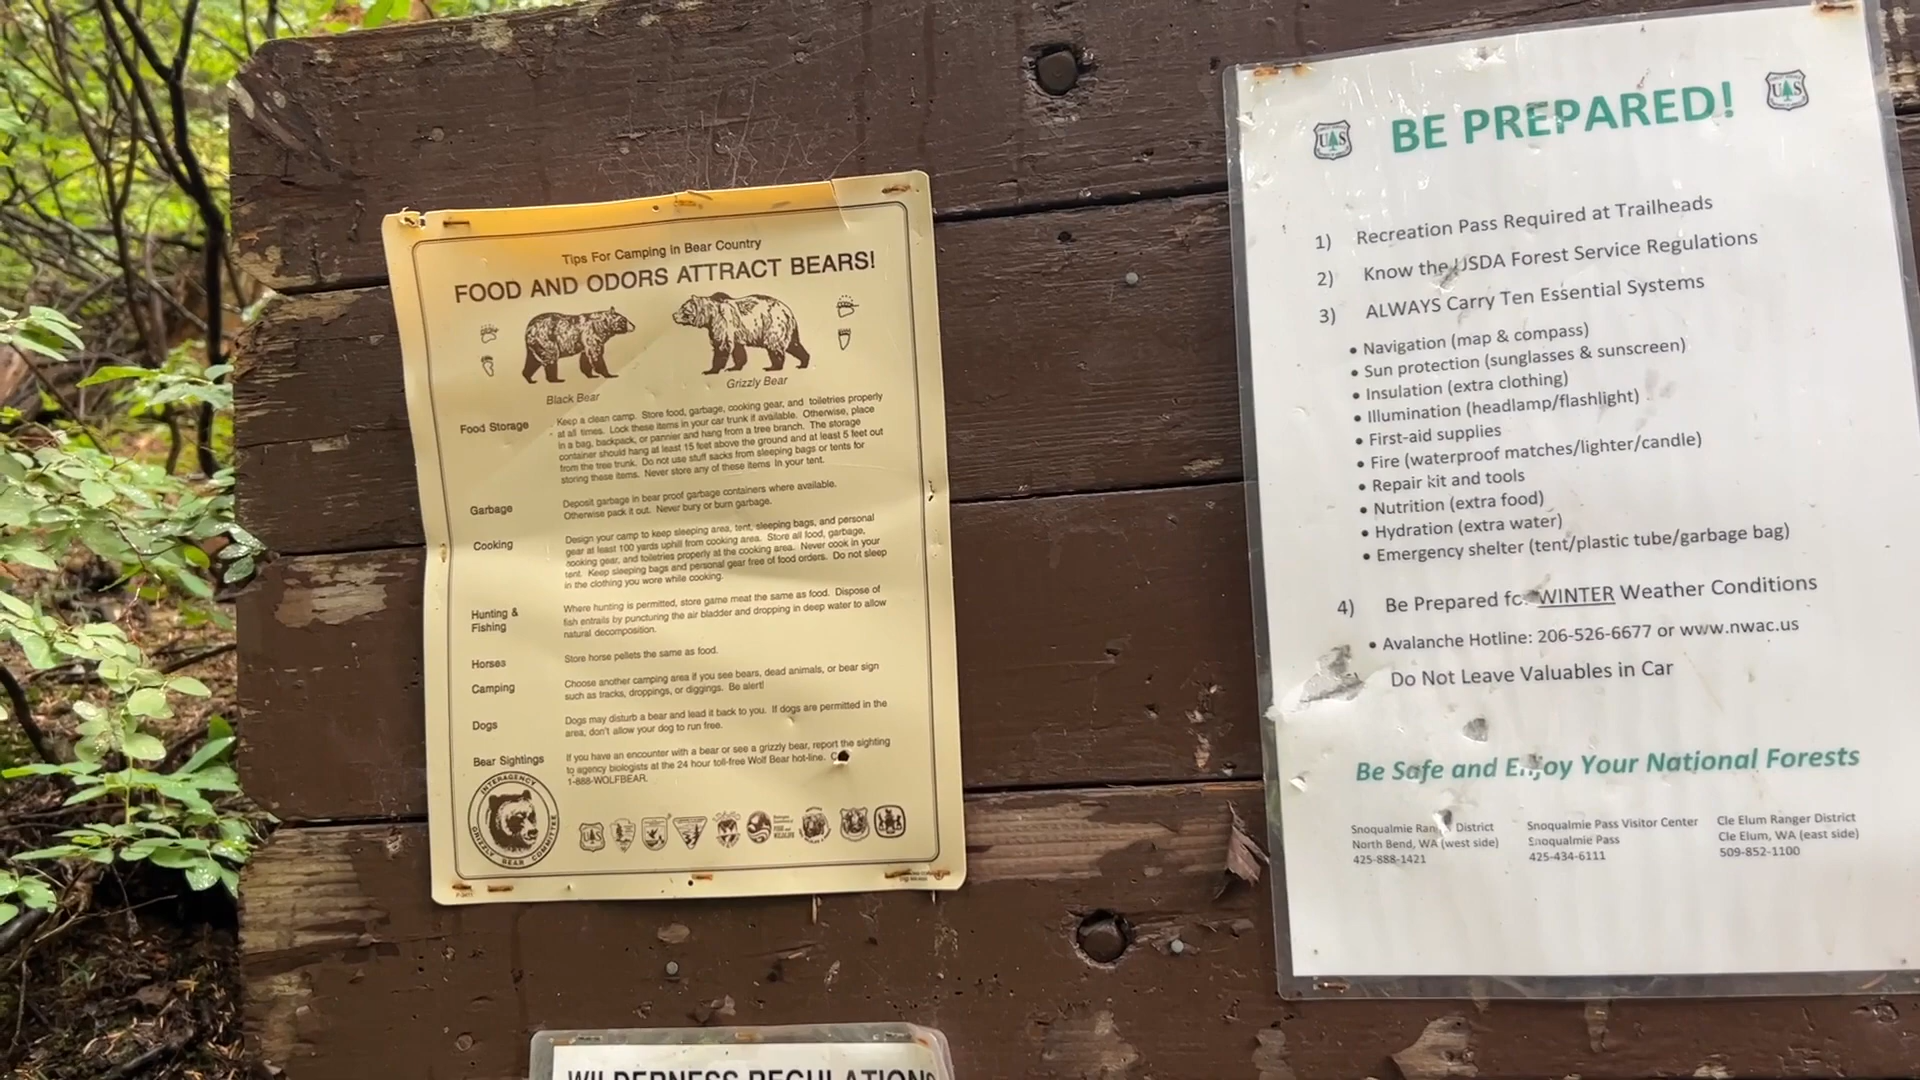 Tips For Camping in Bear Country
FOOD AND ODORS ATTRACT BEARS!
Black Bear
Grizzly Bear
Food Storage
Keep a clean camp. Store food, garbage, cooking gear, and toiletries properly
at all times. Lock these items in your car trunk if available. Otherwise, place
in a bag, backpack, or pannier and hang from a tree branch. The storage
container should hang at least 15 feet above the ground and at least 5 feet out
from the tree trunk. Do not use stuff sacks from sleeping bags or tents for
storing these items. Never store any of these items in your tent.
Garbage
Deposit garbage in bear proof garbage containers where available.
Otherwise pack it out. Never bury or burn garbage.
Cooking
Design your camp to keep sleeping area, tent, sleeping bags, and personal
gear at least 100 yards uphill from cooking area. Store all food, garbage,
cooking gear, and toiletries properly at the cooking area. Never cook in your
tent. Keep sleeping bags and personal gear free of food orders. Do not sleep
in the clothing you wore while cooking.
Hunting &
Fishing
Where hunting is permitted, store game meat the same as food. Dispose of
fish entrails by puncturing the air bladder and dropping in deep water to allow
natural decomposition.
Horses
Store horse pellets the same as food.
Camping
Choose another camping area if you see bears, dead animals, or bear sign
such as tracks, droppings, or diggings. Be alert!
Dogs
Dogs may disturb a bear and lead it back to you. If dogs are permitted in the
area, don't allow your dog to run free.
Bear Sightings
If you have an encounter with a bear or see a grizzly bear, report the sighting
to agency biologists at the 24 hour toll-free Wolf Bear hot-line.
1-888-WOLFBEAR.
INTERAGENCY
GRIZZLY BEAR COMMITTEE
BE PREPARED!
UAS
UAS
1) Recreation Pass Required at Trailheads
2) Know the USDA Forest Service Regulations
3) ALWAYS Carry Ten Essential Systems
• Navigation (map & compass)
• Sun protection (sunglasses & sunscreen)
• Insulation (extra clothing)
• Illumination (headlamp/flashlight)
• First-aid supplies
• Fire (waterproof matches/lighter/candle)
• Repair kit and tools
• Nutrition (extra food)
• Hydration (extra water)
• Emergency shelter (tent/plastic tube/garbage bag)
4) Be Prepared for WINTER Weather Conditions
• Avalanche Hotline: 206-526-6677 or www.nwac.us
Do Not Leave Valuables in Car
Be Safe and Enjoy Your National Forests
Snoqualmie Ranger District
North Bend, WA (west side)
425-888-1421
Snoqualmie Pass Visitor Center
Snoqualmie Pass
425-434-6111
Cle Elum Ranger District
Cle Elum, WA (east side)
509-852-1100
WILDERNESS REGULATIONS